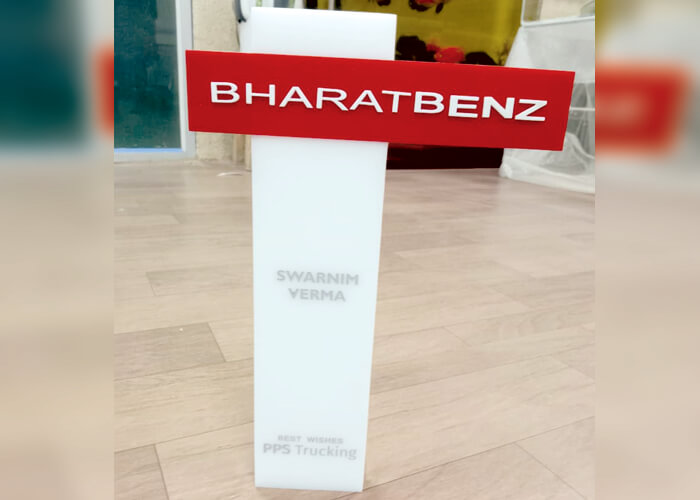 BHARATBENZ
SWARNIM
VERMA
BEST WISHES
PPS Trucking